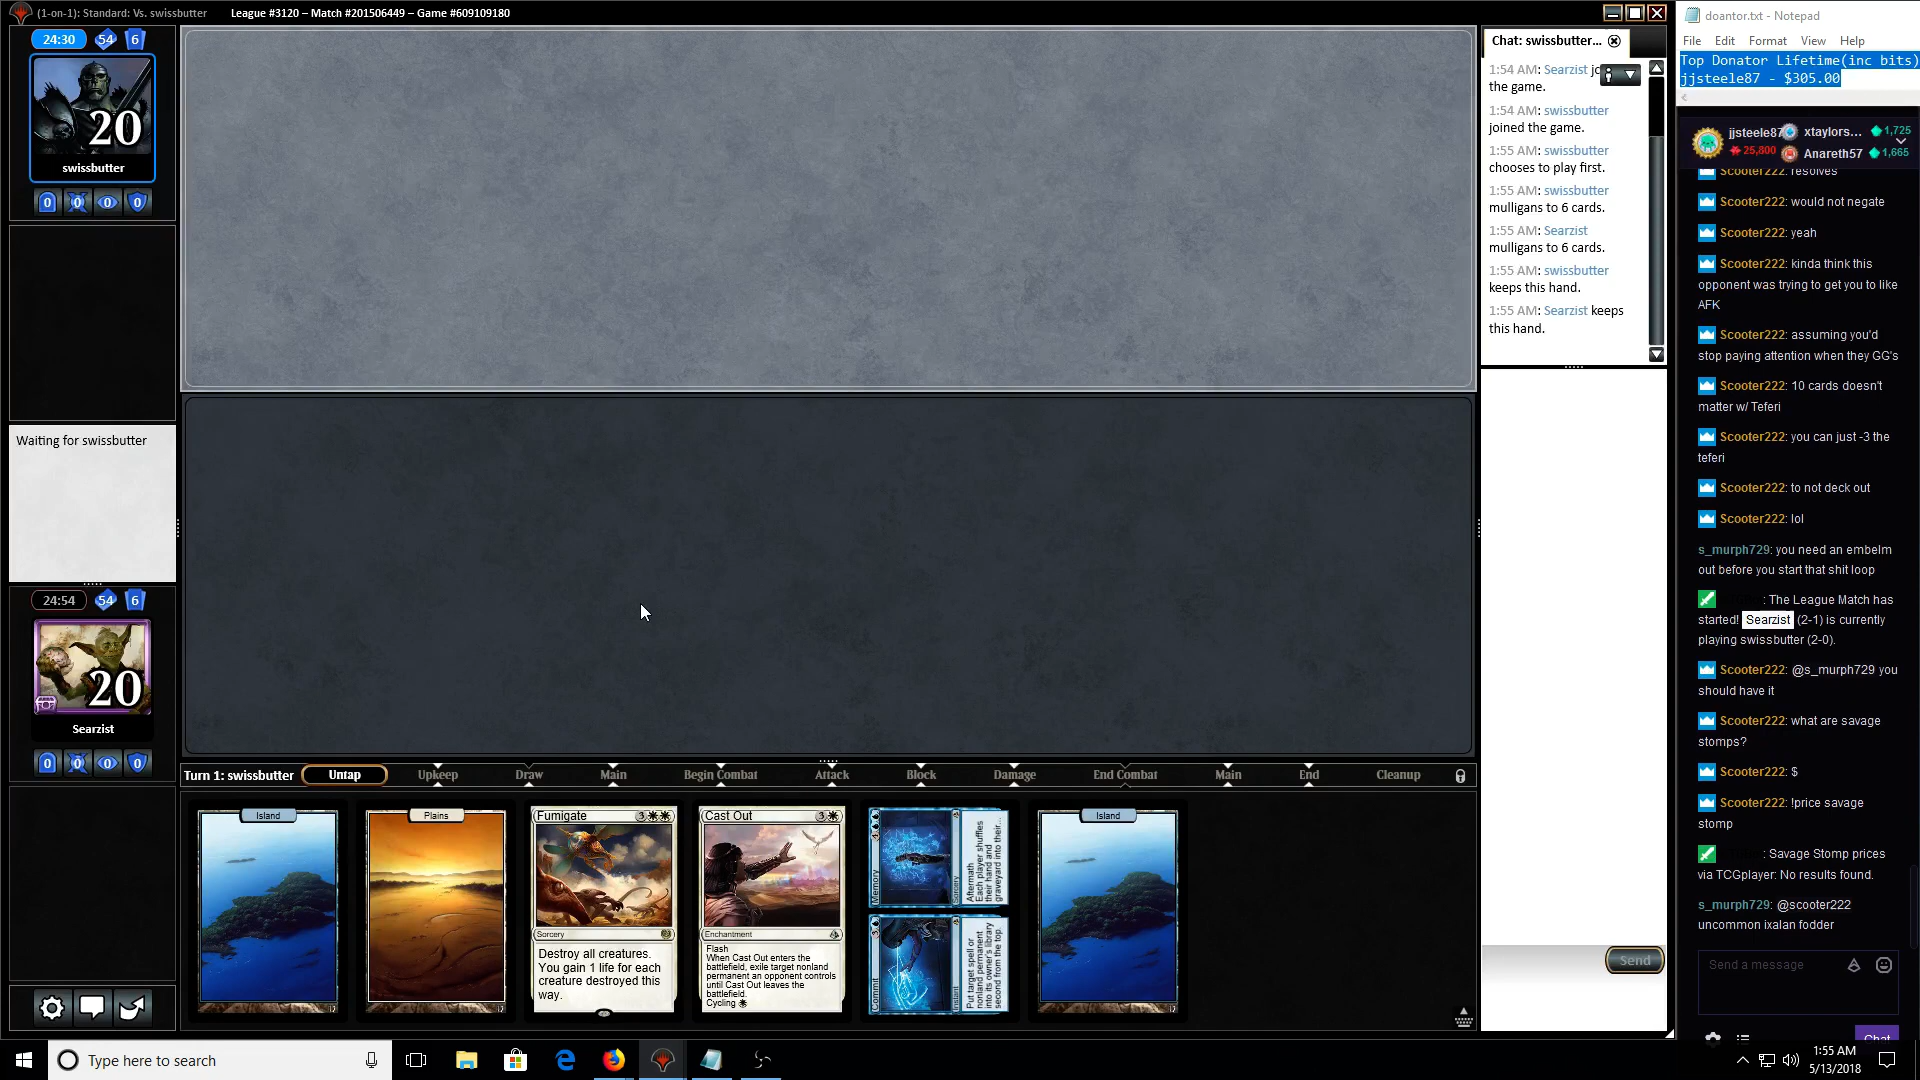 (1-on-1): Standard: Vs. swissbutter
League #3120 – Match #201506449 – Game #609109180
24:30
54
6
20
swissbutter
0
0
0
0
Waiting for swissbutter
24:54
54
6
20
Searzist
0
0
0
0
Turn 1: swissbutter
Untap
Upkeep
Draw
Main
Begin Combat
Attack
Block
Damage
End Combat
Main
End
Cleanup
Island
Plains
Fumigate
3
Sorcery
Destroy all creatures.
You gain 1 life for each
creature destroyed this
way.
Cast Out
3
Enchantment
Flash
When Cast Out enters the
battlefield, exile target nonland
permanent an opponent controls
until Cast Out leaves the
battlefield.
Cycling
Memory
Sorcery
Aftermath
Each player shuffles
their hand and
graveyard into their...
Commit
Instant
Put target spell or
nonland permanent
into its owner's library
second from the top.
Island
Chat: swissbutter...
1:54 AM: Searzist jo
the game.
1:54 AM: swissbutter
joined the game.
1:55 AM: swissbutter
chooses to play first.
1:55 AM: swissbutter
mulligans to 6 cards.
1:55 AM: Searzist
mulligans to 6 cards.
1:55 AM: swissbutter
keeps this hand.
1:55 AM: Searzist keeps
this hand.
Send
doantor.txt - Notepad
File Edit Format View Help
Top Donator Lifetime(inc bits)
jjsteele87 - $305.00
jjsteele87
25,800
xtaylors...
1,725
Anareth57
1,665
Scooter222: resolves
Scooter222: would not negate
Scooter222: yeah
Scooter222: kinda think this
opponent was trying to get you to like
AFK
Scooter222: assuming you'd
stop paying attention when they GG's
Scooter222: 10 cards doesn't
matter w/ Teferi
Scooter222: you can just -3 the
teferi
Scooter222: to not deck out
Scooter222: lol
s_murph729: you need an embelm
out before you start that shit loop
: The League Match has
started! Searzist (2-1) is currently
playing swissbutter (2-0).
Scooter222: @s_murph729 you
should have it
Scooter222: what are savage
stomps?
Scooter222: $
Scooter222: !price savage
stomp
: Savage Stomp prices
via TCGplayer: No results found.
s_murph729: @scooter222
uncommon ixalan fodder
Send a message
Chat
Type here to search
1:55 AM
5/13/2018